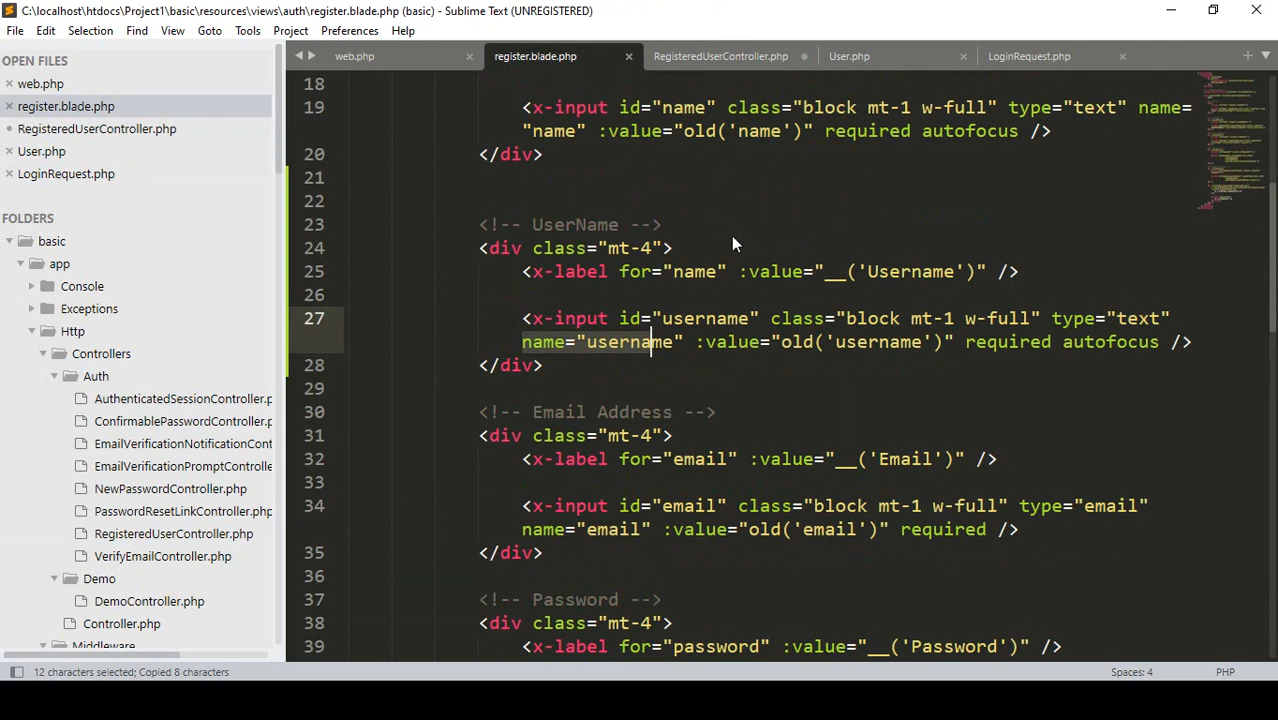 C:\localhost\htdocs\Project1\basic\resources\views\auth\register.blade.php (basic) - Sublime Text (UNREGISTERED)
File Edit Selection Find View Goto Tools Project Preferences Help
OPEN FILES
web.php
register.blade.php
RegisteredUserController.php
User.php
LoginRequest.php
FOLDERS
basic
app
Console
Exceptions
Http
Controllers
Auth
AuthenticatedSessionController.p
ConfirmablePasswordController.p
EmailVerificationNotificationCont
EmailVerificationPromptControlle
NewPasswordController.php
PasswordResetLinkController.php
RegisteredUserController.php
VerifyEmailController.php
Demo
DemoController.php
Controller.php
Middleware
web.php register.blade.php RegisteredUserController.php User.php LoginRequest.php
18
19 <x-input id="name" class="block mt-1 w-full" type="text" name=
"name" :value="old('name')" required autofocus />
20 </div>
21
22
23 <!-- UserName -->
24 <div class="mt-4">
25 <x-label for="name" :value="__('Username')" />
26
27 <x-input id="username" class="block mt-1 w-full" type="text"
name="username" :value="old('username')" required autofocus />
28 </div>
29
30 <!-- Email Address -->
31 <div class="mt-4">
32 <x-label for="email" :value="__('Email')" />
33
34 <x-input id="email" class="block mt-1 w-full" type="email"
name="email" :value="old('email')" required />
35 </div>
36
37 <!-- Password -->
38 <div class="mt-4">
39 <x-label for="password" :value="__('Password')" />
12 characters selected; Copied 8 characters
Spaces: 4 PHP